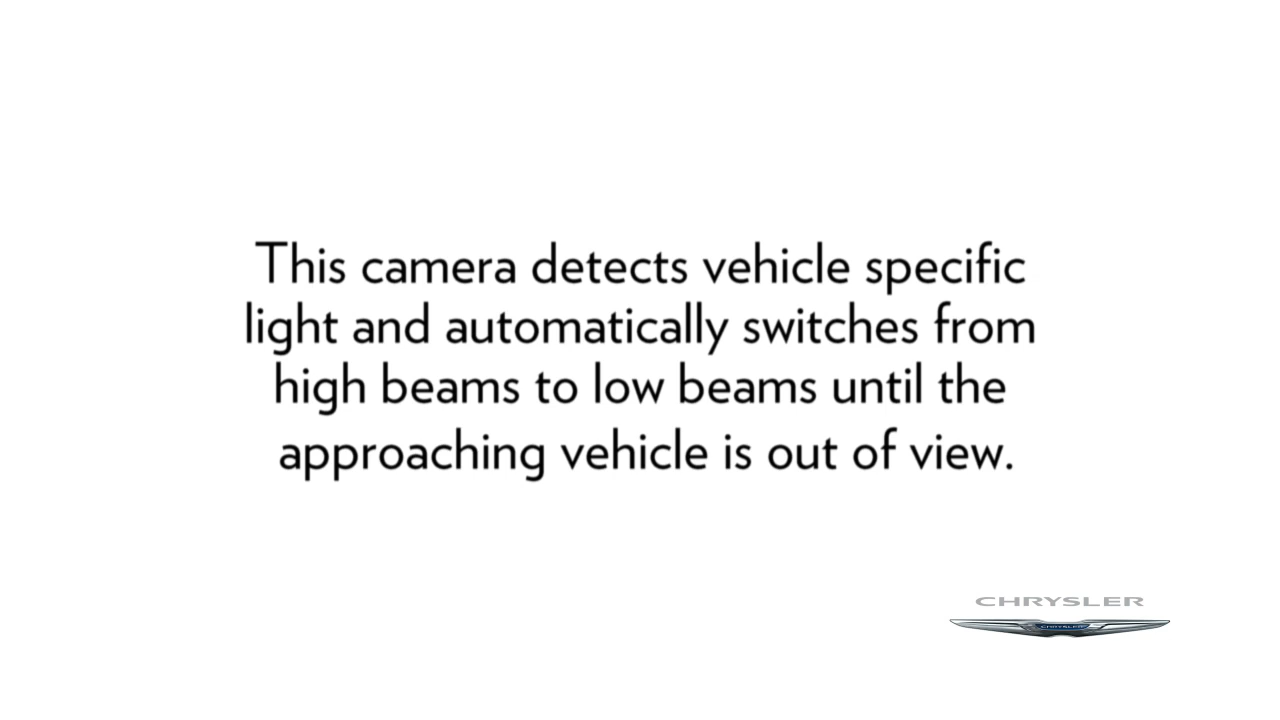 This camera detects vehicle specific
light and automatically switches from
high beams to low beams until the
approaching vehicle is out of view.
CHRYSLER
CHRYSLER